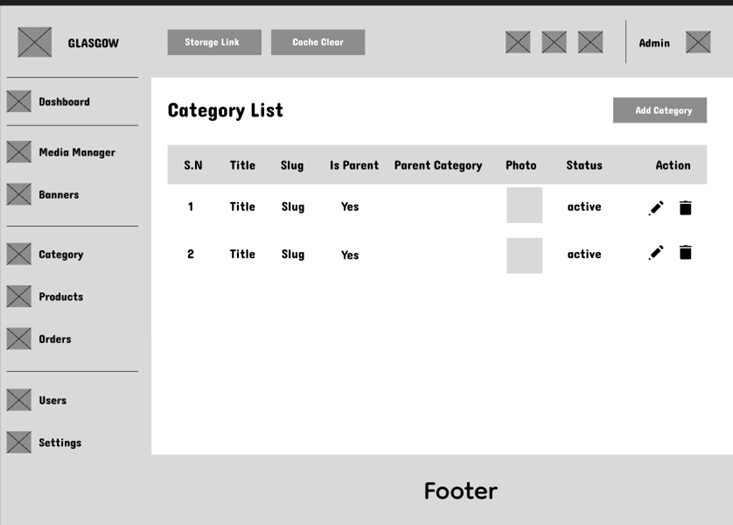 GLASGOW
Storage Link
Cache Clear
Admin
Dashboard
Media Manager
Banners
Category
Products
Orders
Users
Settings
Category List
Add Category
S.N Title Slug Is Parent Parent Category Photo Status Action
1 Title Slug Yes active
2 Title Slug Yes active
Footer